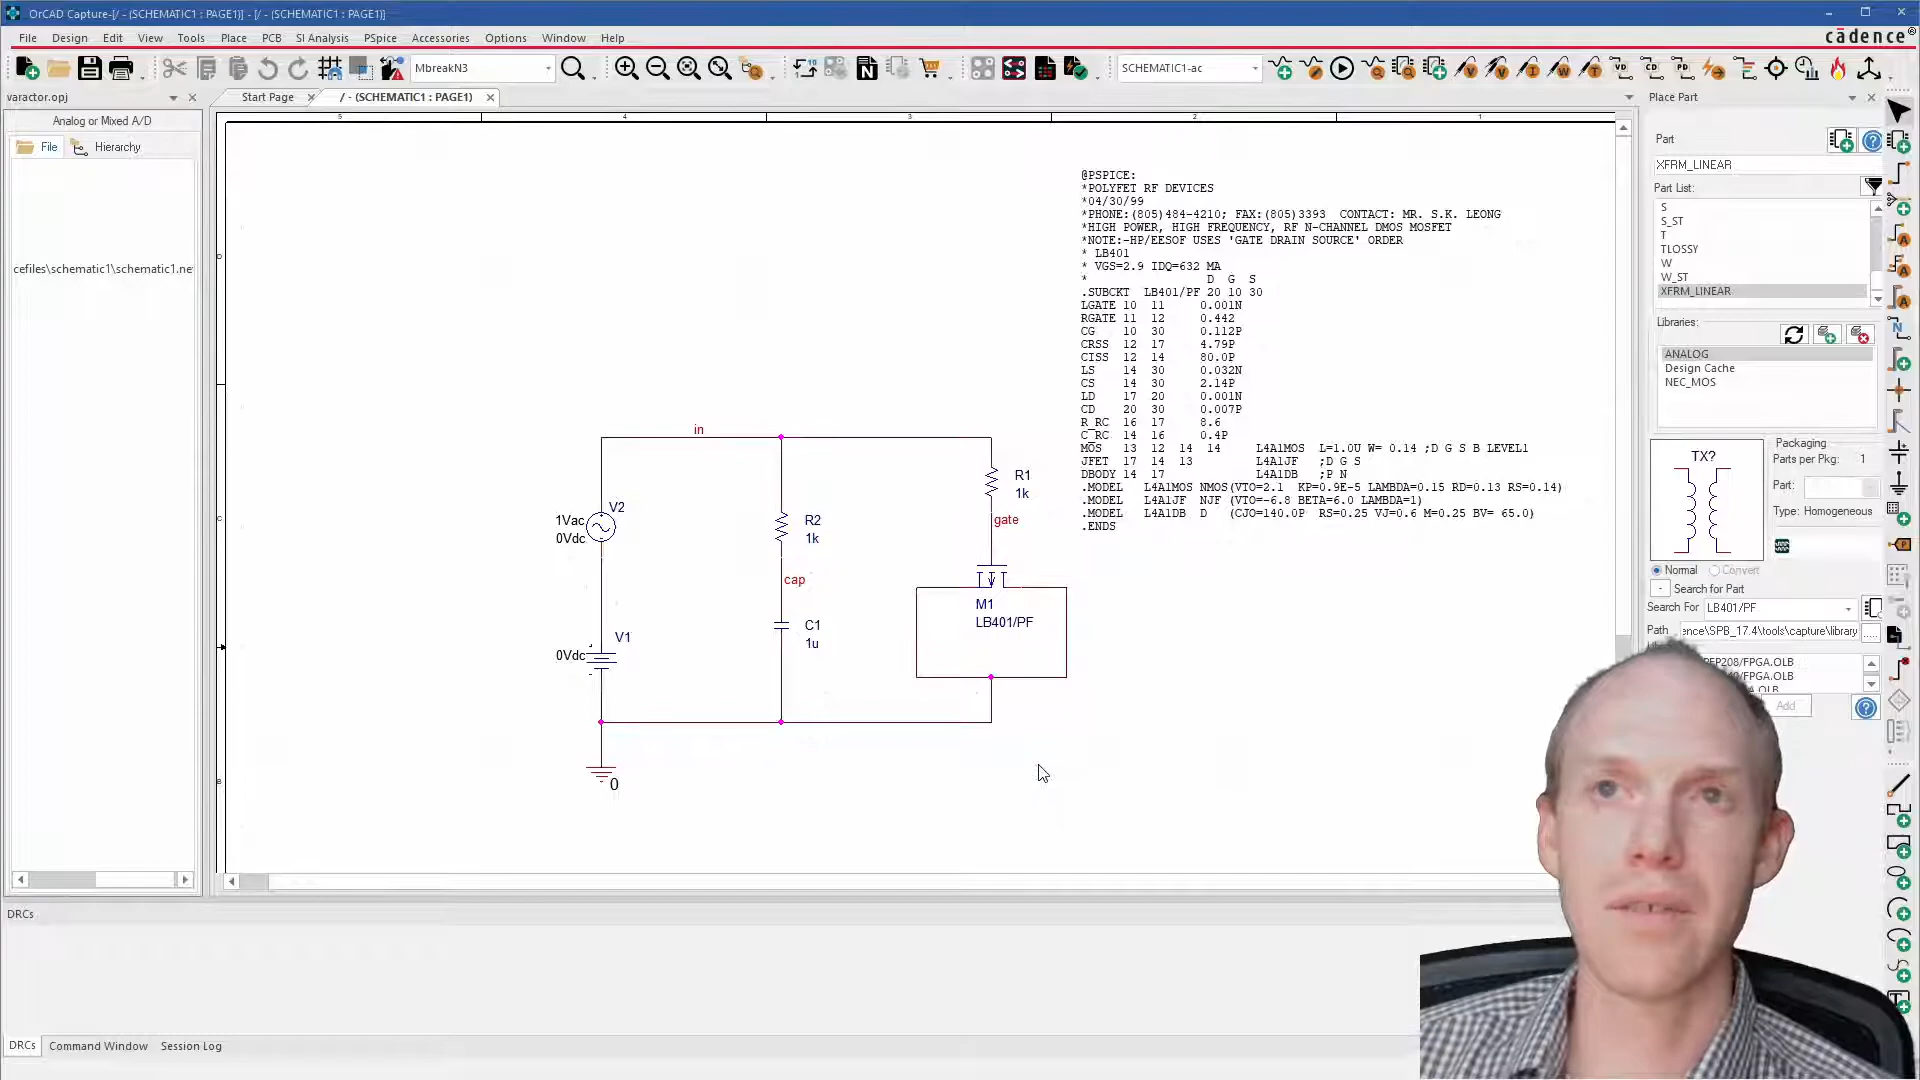 OrCAD Capture-[/ - (SCHEMATIC1 : PAGE1)] - [/ - (SCHEMATIC1 : PAGE1)]
File Design Edit View Tools Place PCB SI Analysis PSpice Accessories Options Window Help
cādence®
MbreakN3
SCHEMATIC1-ac
varactor.opj
Start Page
/ - (SCHEMATIC1 : PAGE1)
Place Part
Analog or Mixed A/D
File
Hierarchy
cefiles\schematic1\schematic1.ne
5
4
3
2
1
@PSPICE:
*POLYFET RF DEVICES
*04/30/99
*PHONE:(805)484-4210; FAX:(805)3393 CONTACT: MR. S.K. LEONG
*HIGH POWER, HIGH FREQUENCY, RF N-CHANNEL DMOS MOSFET
*NOTE:-HP/EESOF USES 'GATE DRAIN SOURCE' ORDER
* LB401
* VGS=2.9 IDQ=632 MA
* D G S
.SUBCKT LB401/PF 20 10 30
LGATE 10 11 0.001N
RGATE 11 12 0.442
CG 10 30 0.112P
CRSS 12 17 4.79P
CISS 12 14 80.0P
LS 14 30 0.032N
CS 14 30 2.14P
LD 17 20 0.001N
CD 20 30 0.007P
R_RC 16 17 8.6
C_RC 14 16 0.4P
MOS 13 12 14 14 L4A1MOS L=1.0U W= 0.14 ;D G S B LEVEL1
JFET 17 14 13 L4A1JF ;D G S
DBODY 14 17 L4A1DB ;P N
.MODEL L4A1MOS NMOS(VTO=2.1 KP=0.9E-5 LAMBDA=0.15 RD=0.13 RS=0.14)
.MODEL L4A1JF NJF (VTO=-6.8 BETA=6.0 LAMBDA=1)
.MODEL L4A1DB D (CJO=140.0P RS=0.25 VJ=0.6 M=0.25 BV= 65.0)
.ENDS
in
V2
1Vac
0Vdc
V1
0Vdc
R2
1k
cap
C1
1u
R1
1k
gate
M1
LB401/PF
0
Part
XFRM_LINEAR
Part List:
S
S_ST
T
TLOSSY
W
W_ST
XFRM_LINEAR
Libraries:
ANALOG
Design Cache
NEC_MOS
TX?
Packaging
Parts per Pkg: 1
Part:
Type: Homogeneous
Normal
Convert
Search for Part
Search For LB401/PF
Path ence\SPB_17.4\tools\capture\library
208/FPGA.OLB
/FPGA.OLB
Add
DRCs
DRCs
Command Window
Session Log